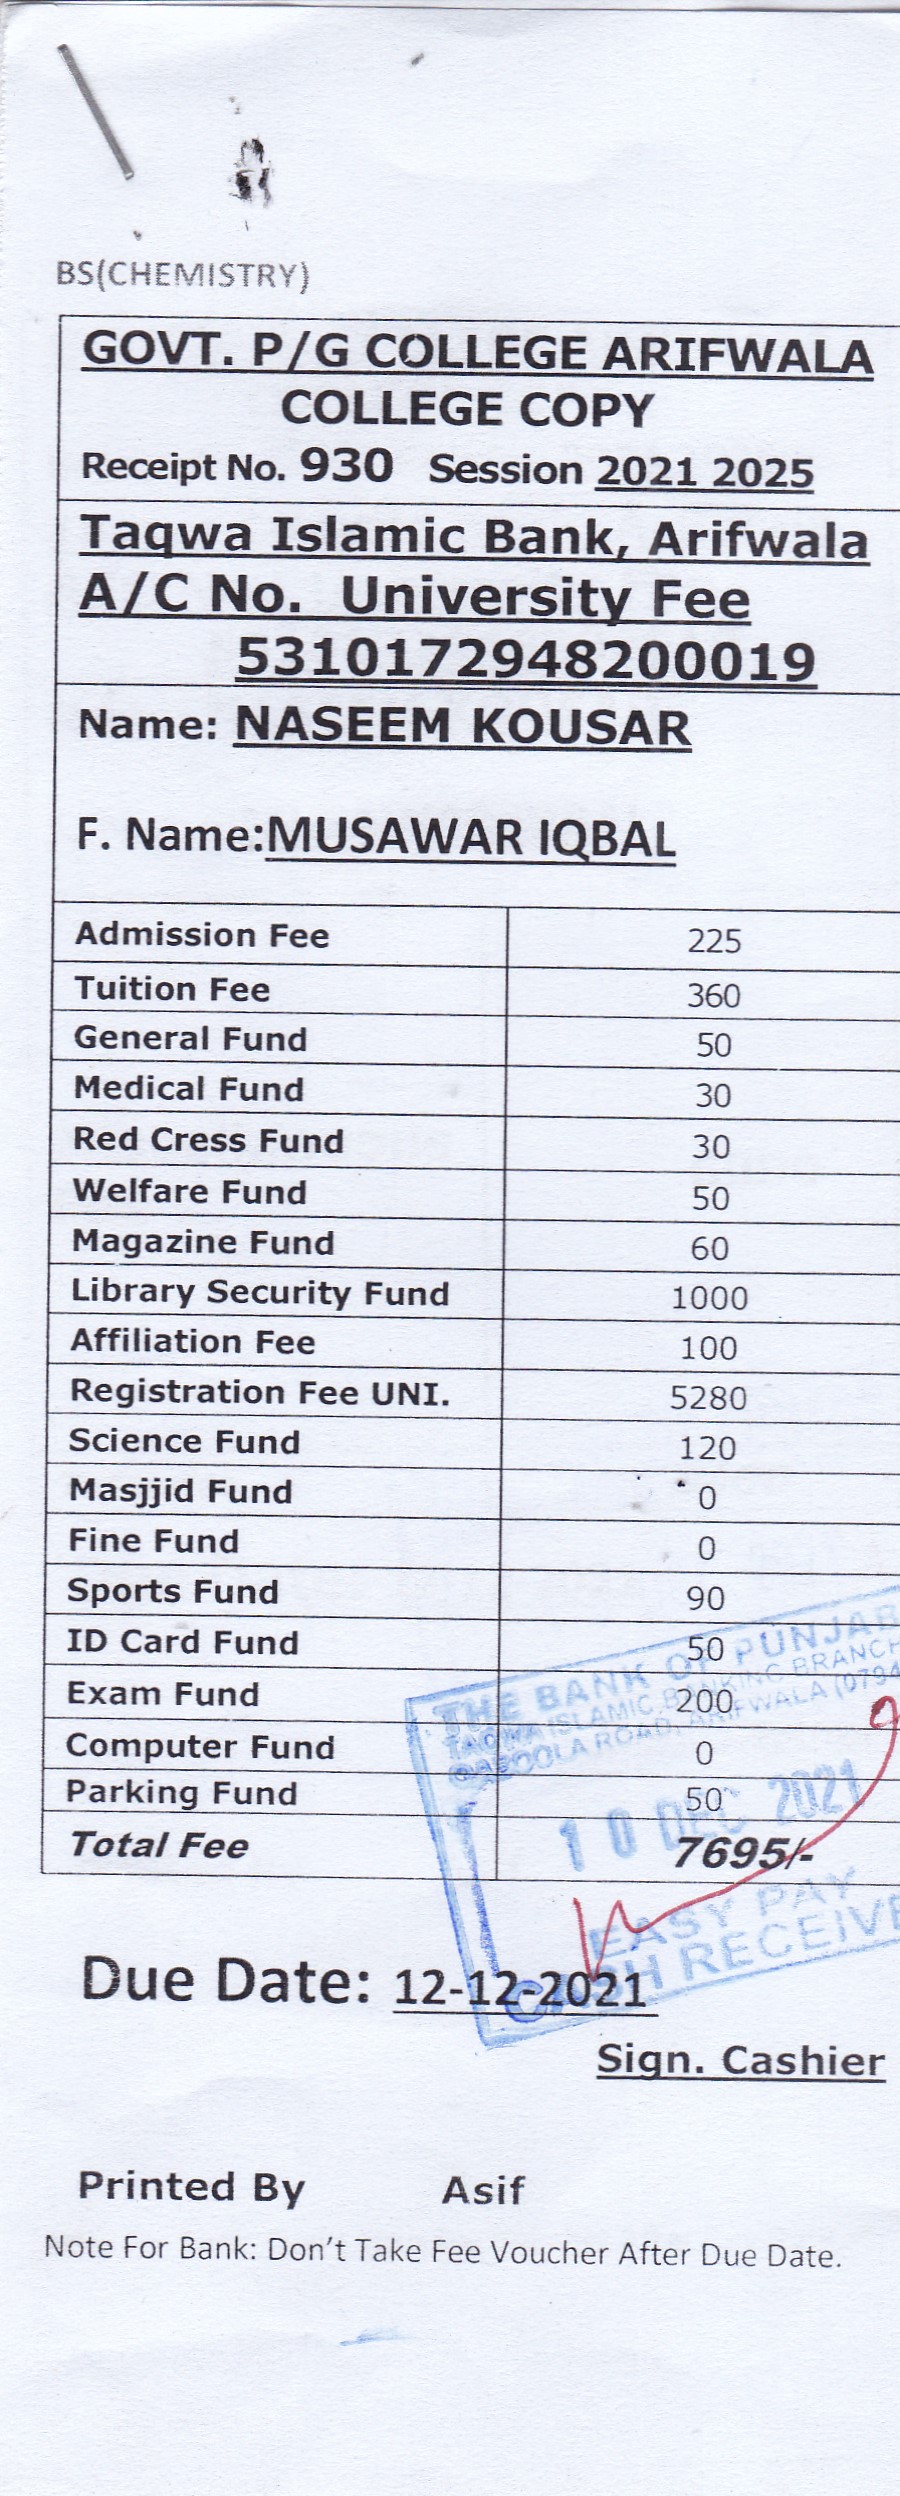 BS(CHEMISTRY)
GOVT. P/G COLLEGE ARIFWALA
COLLEGE COPY
Receipt No. 930 Session 2021 2025
Taqwa Islamic Bank, Arifwala
A/C No. University Fee
5310172948200019
Name: NASEEM KOUSAR
F. Name:MUSAWAR IQBAL
Admission Fee 225
Tuition Fee 360
General Fund 50
Medical Fund 30
Red Cress Fund 30
Welfare Fund 50
Magazine Fund 60
Library Security Fund 1000
Affiliation Fee 100
Registration Fee UNI. 5280
Science Fund 120
Masjjid Fund 0
Fine Fund 0
Sports Fund 90
ID Card Fund 50
Exam Fund 200
Computer Fund 0
Parking Fund 50
Total Fee 7695/-
THE BANK OF PUNJAB
TAQWA ISLAMIC BANKING BRANCH
ROAD, ARIFWALA (0794
10 DEC 2021
EASY PAY
CASH RECEIVE
Due Date: 12-12-2021
Sign. Cashier
Printed By Asif
Note For Bank: Don't Take Fee Voucher After Due Date.